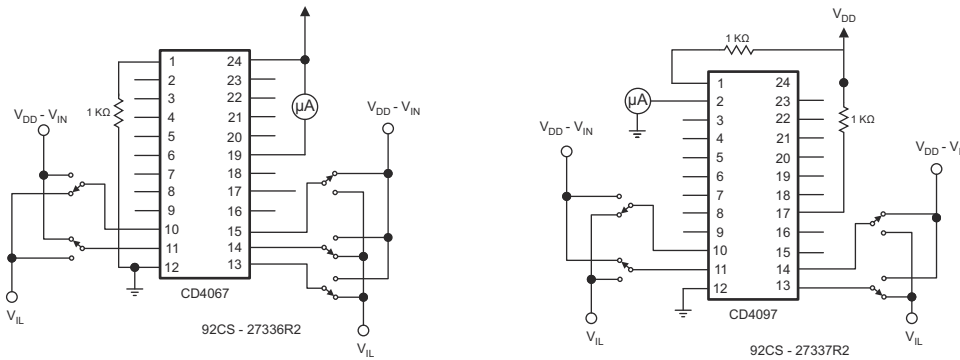 1 24
2 23
3 22
4 21
5 20
6 19
7 18
8 17
9 16
10 15
11 14
12 13
1 KΩ
µA
V_DD - V_IN
V_DD - V_IN
V_IL
V_IL
CD4067
92CS - 27336R2
V_DD
1 KΩ
1 KΩ
µA
1 24
2 23
3 22
4 21
5 20
6 19
7 18
8 17
9 16
10 15
11 14
12 13
V_DD - V_IN
V_DD - V_I
V_IL
V_IL
CD4097
92CS - 27337R2